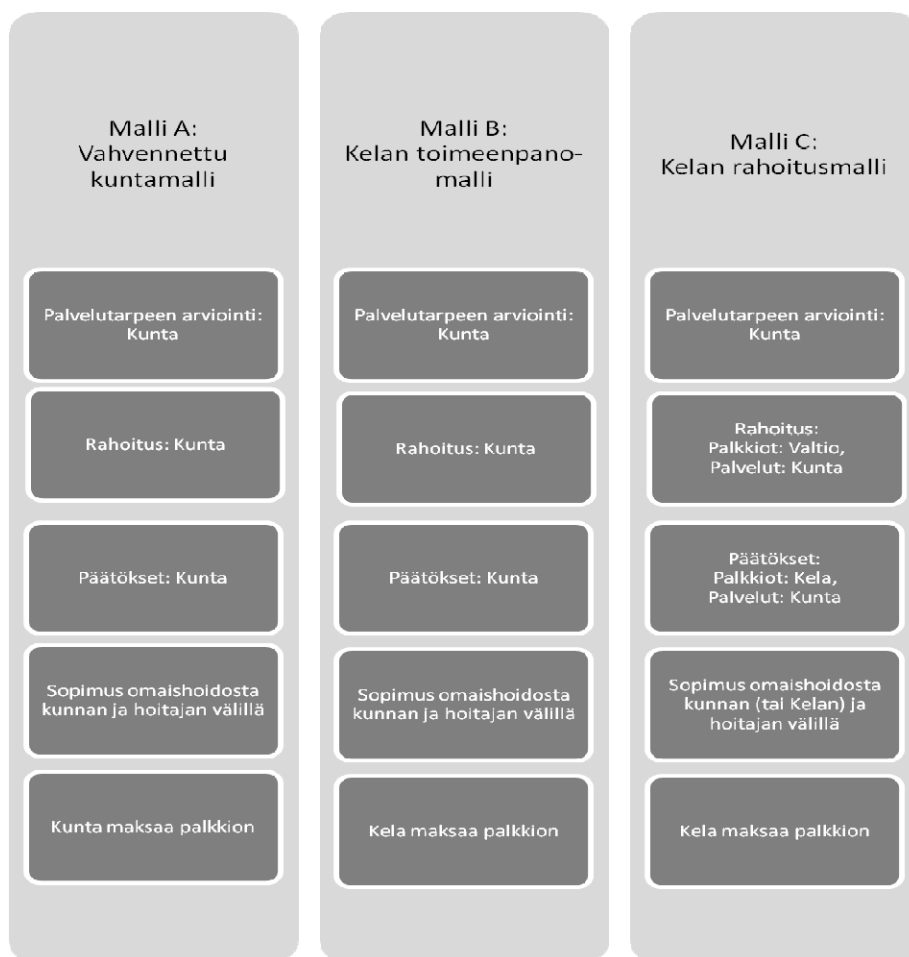 Malli A:
Vahvennettu
kuntamalli
Palvelutarpeen arviointi:
Kunta
Rahoitus: Kunta
Päätökset: Kunta
Sopimus omaishoidosta
kunnan ja hoitajan välillä
Kunta maksaa palkkion
Malli B:
Kelan toimeenpano-
malli
Palvelutarpeen arviointi:
Kunta
Rahoitus: Kunta
Päätökset: Kunta
Sopimus omaishoidosta
kunnan ja hoitajan välillä
Kela maksaa palkkion
Malli C:
Kelan rahoitusmalli
Palvelutarpeen arviointi:
Kunta
Rahoitus:
Palkkiot: Valtio,
Palvelut: Kunta
Päätökset:
Palkkiot: Kela,
Palvelut: Kunta
Sopimus omaishoidosta
kunnan (tai Kelan) ja
hoitajan välillä
Kela maksaa palkkion